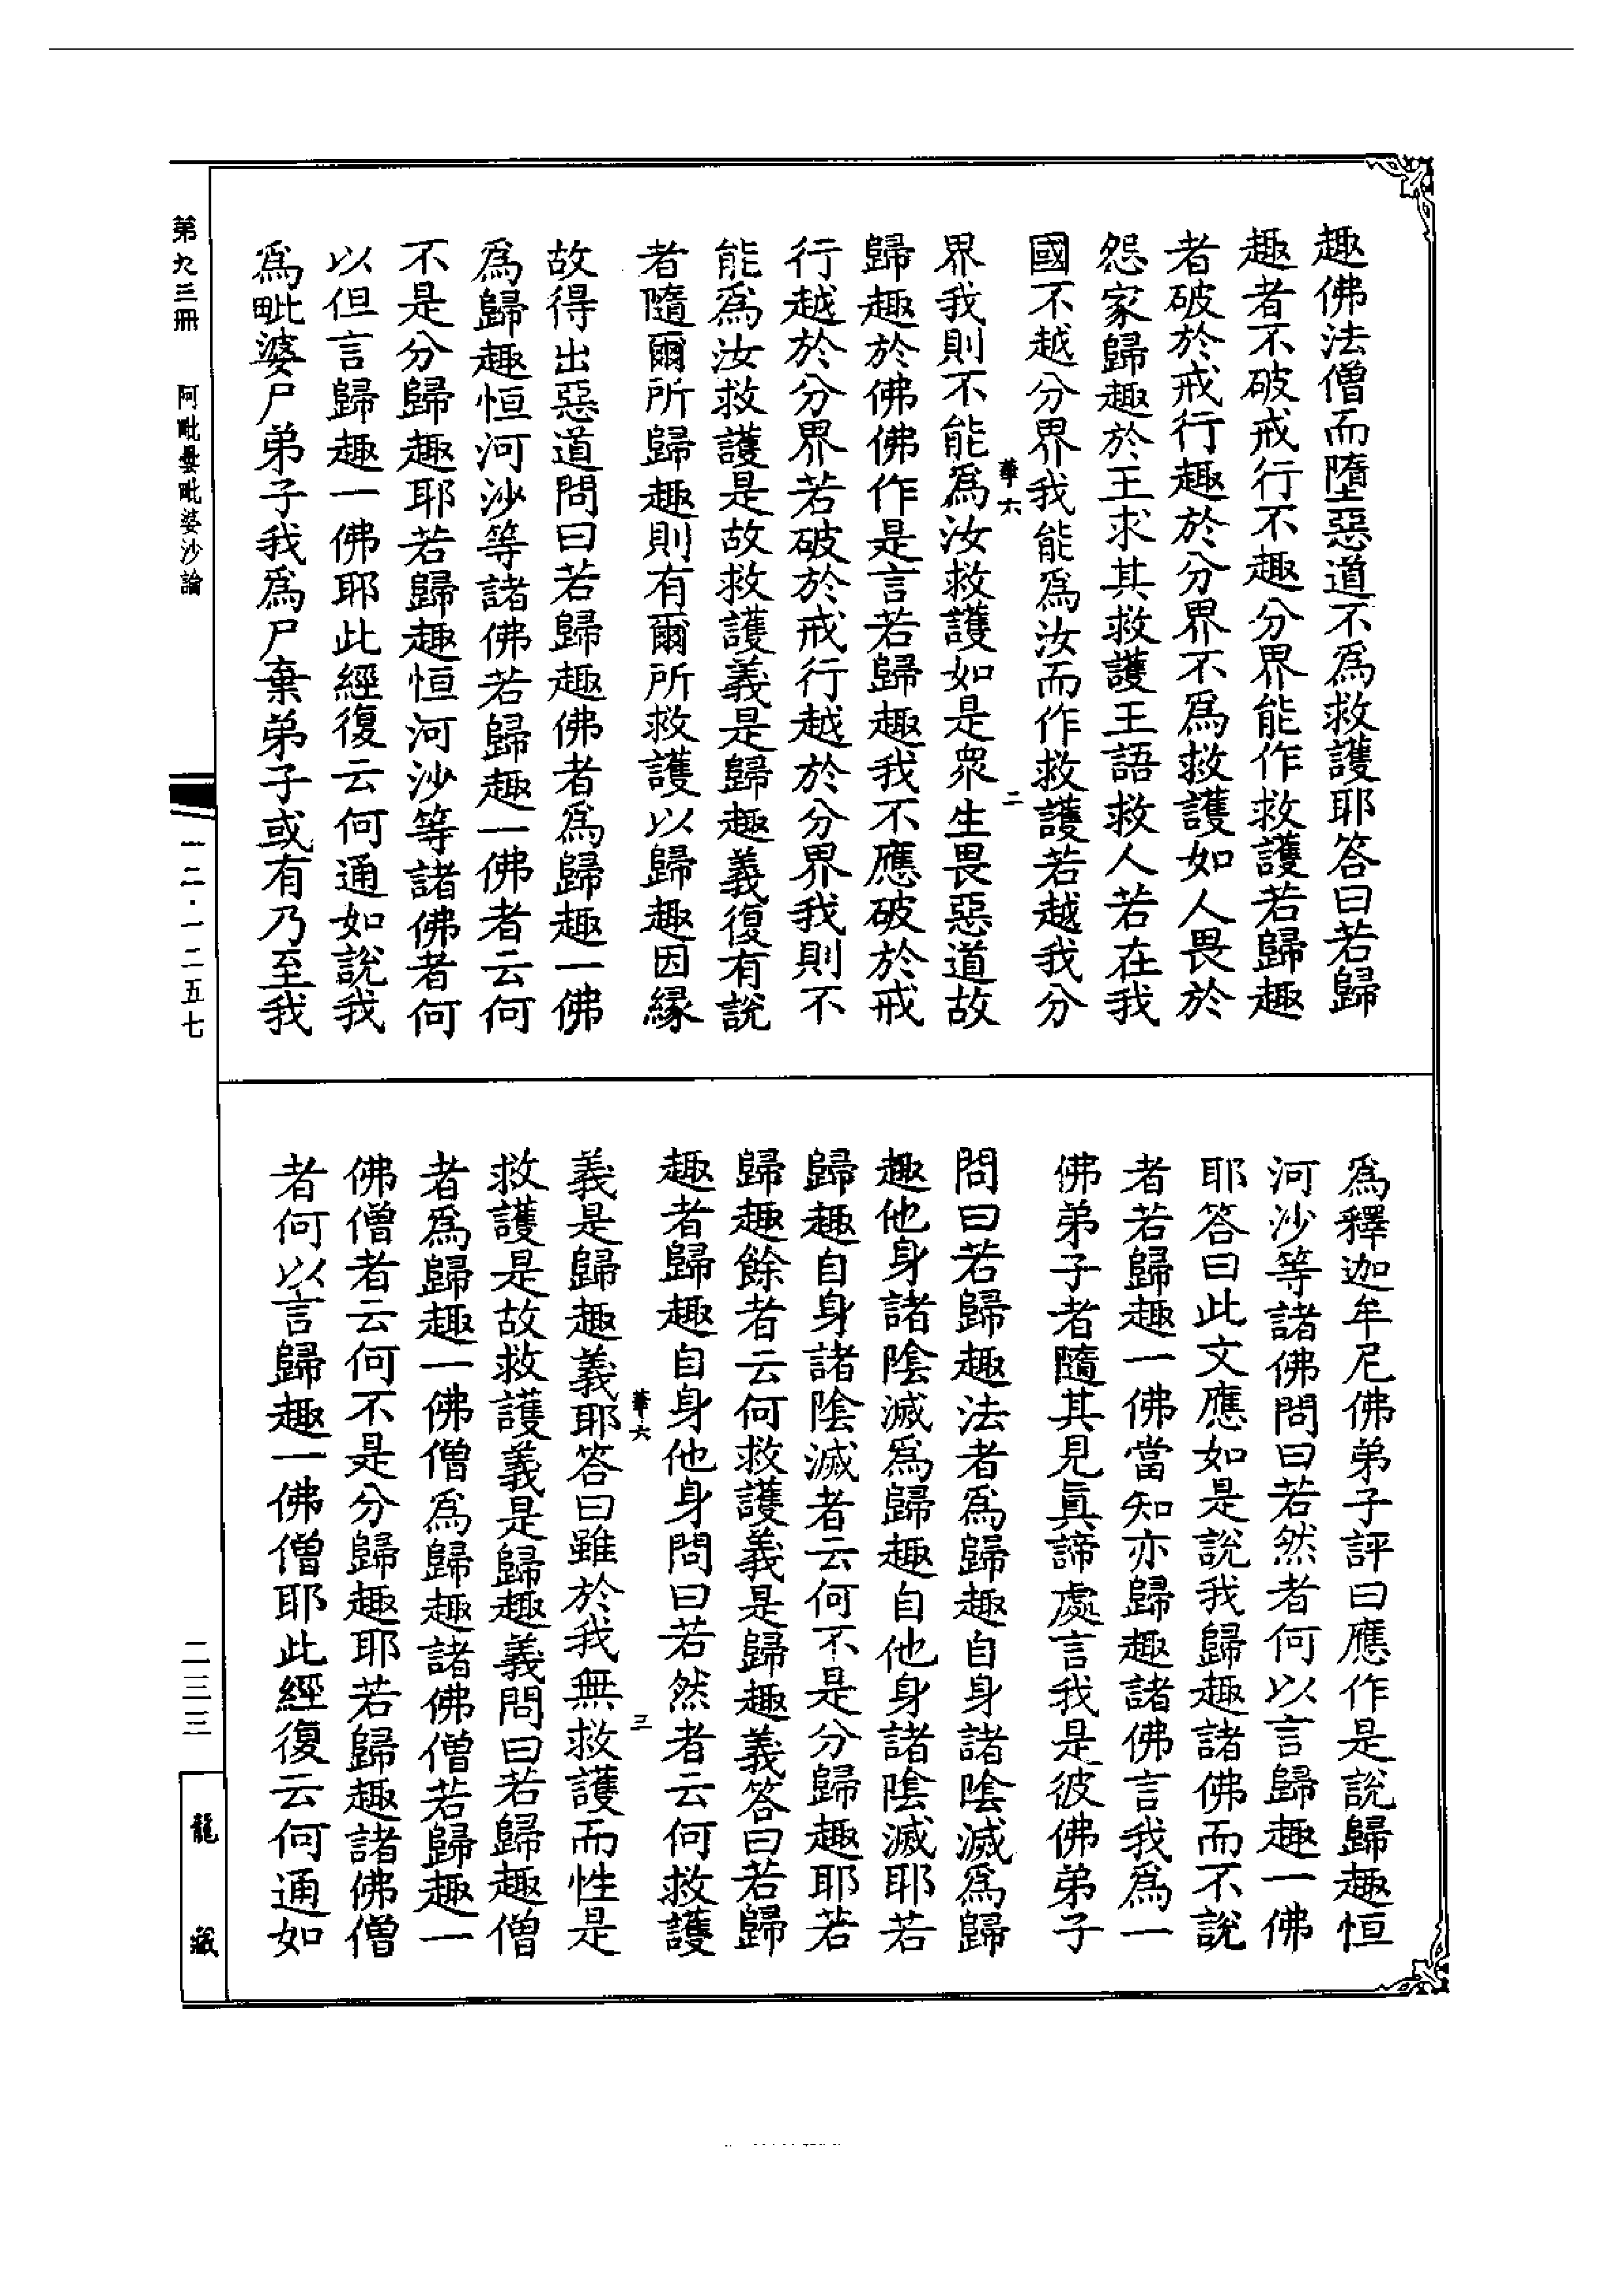 趣佛法僧而墮惡道不爲救護耶答曰若歸
趣者不破戒行不趣分界能作救護若歸趣
者破於戒行趣於分界不爲救護如人畏於
怨家歸趣於王求其救護王語救人若在我
國不越分界我能爲汝而作救護若越我分
華六
二
界我則不能爲汝救護如是眾生畏惡道故
歸趣於佛佛作是言若歸趣我不應破於戒
行越於分界若破於戒行越於分界我則不
能爲汝救護是故救護義是歸趣義復有說
者隨爾所歸趣則有爾所救護以歸趣因緣
故得出惡道問曰若歸趣佛者爲歸趣一佛
爲歸趣恒河沙等諸佛若歸趣一佛者云何
不是分歸趣耶若歸趣恒河沙等諸佛者何
以但言歸趣一佛耶此經復云何通如說我
爲毗婆尸弟子我爲尸棄弟子或有乃至我
爲釋迦牟尼佛弟子評曰應作是說歸趣恒
河沙等諸佛問曰若然者何以言歸趣一佛
耶答曰此文應如是說我歸趣諸佛而不說
者若歸趣一佛當知亦歸趣諸佛言我爲一
佛弟子者隨其見眞諦處言我是彼佛弟子
問曰若歸趣法者爲歸趣自身諸陰滅爲歸
趣他身諸陰滅爲歸趣自他身諸陰滅耶若
歸趣自身諸陰滅者云何不是分歸趣耶若
歸趣餘者云何救護義是歸趣義答曰若歸
趣者歸趣自身他身問曰若然者云何救護
華六
三
義是歸趣義耶答曰雖於我無救護而性是
救護是故救護義是歸趣義問曰若歸趣僧
者爲歸趣一佛僧爲歸趣諸佛僧若歸趣一
佛僧者云何不是分歸趣耶若歸趣諸佛僧
者何以言歸趣一佛僧耶此經復云何通如
第九三冊
阿毗曇毗婆沙論
一二·一二五七
二三三
龍藏